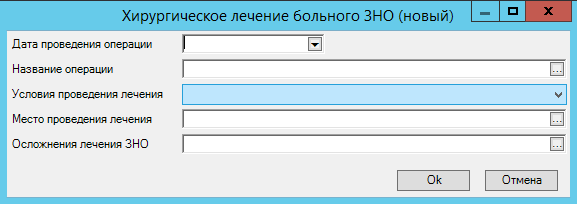 Хирургическое лечение больного ЗНО (новый)
Дата проведения операции
Название операции
...
Условия проведения лечения
Место проведения лечения
...
Осложнения лечения ЗНО
...
Ok Отмена